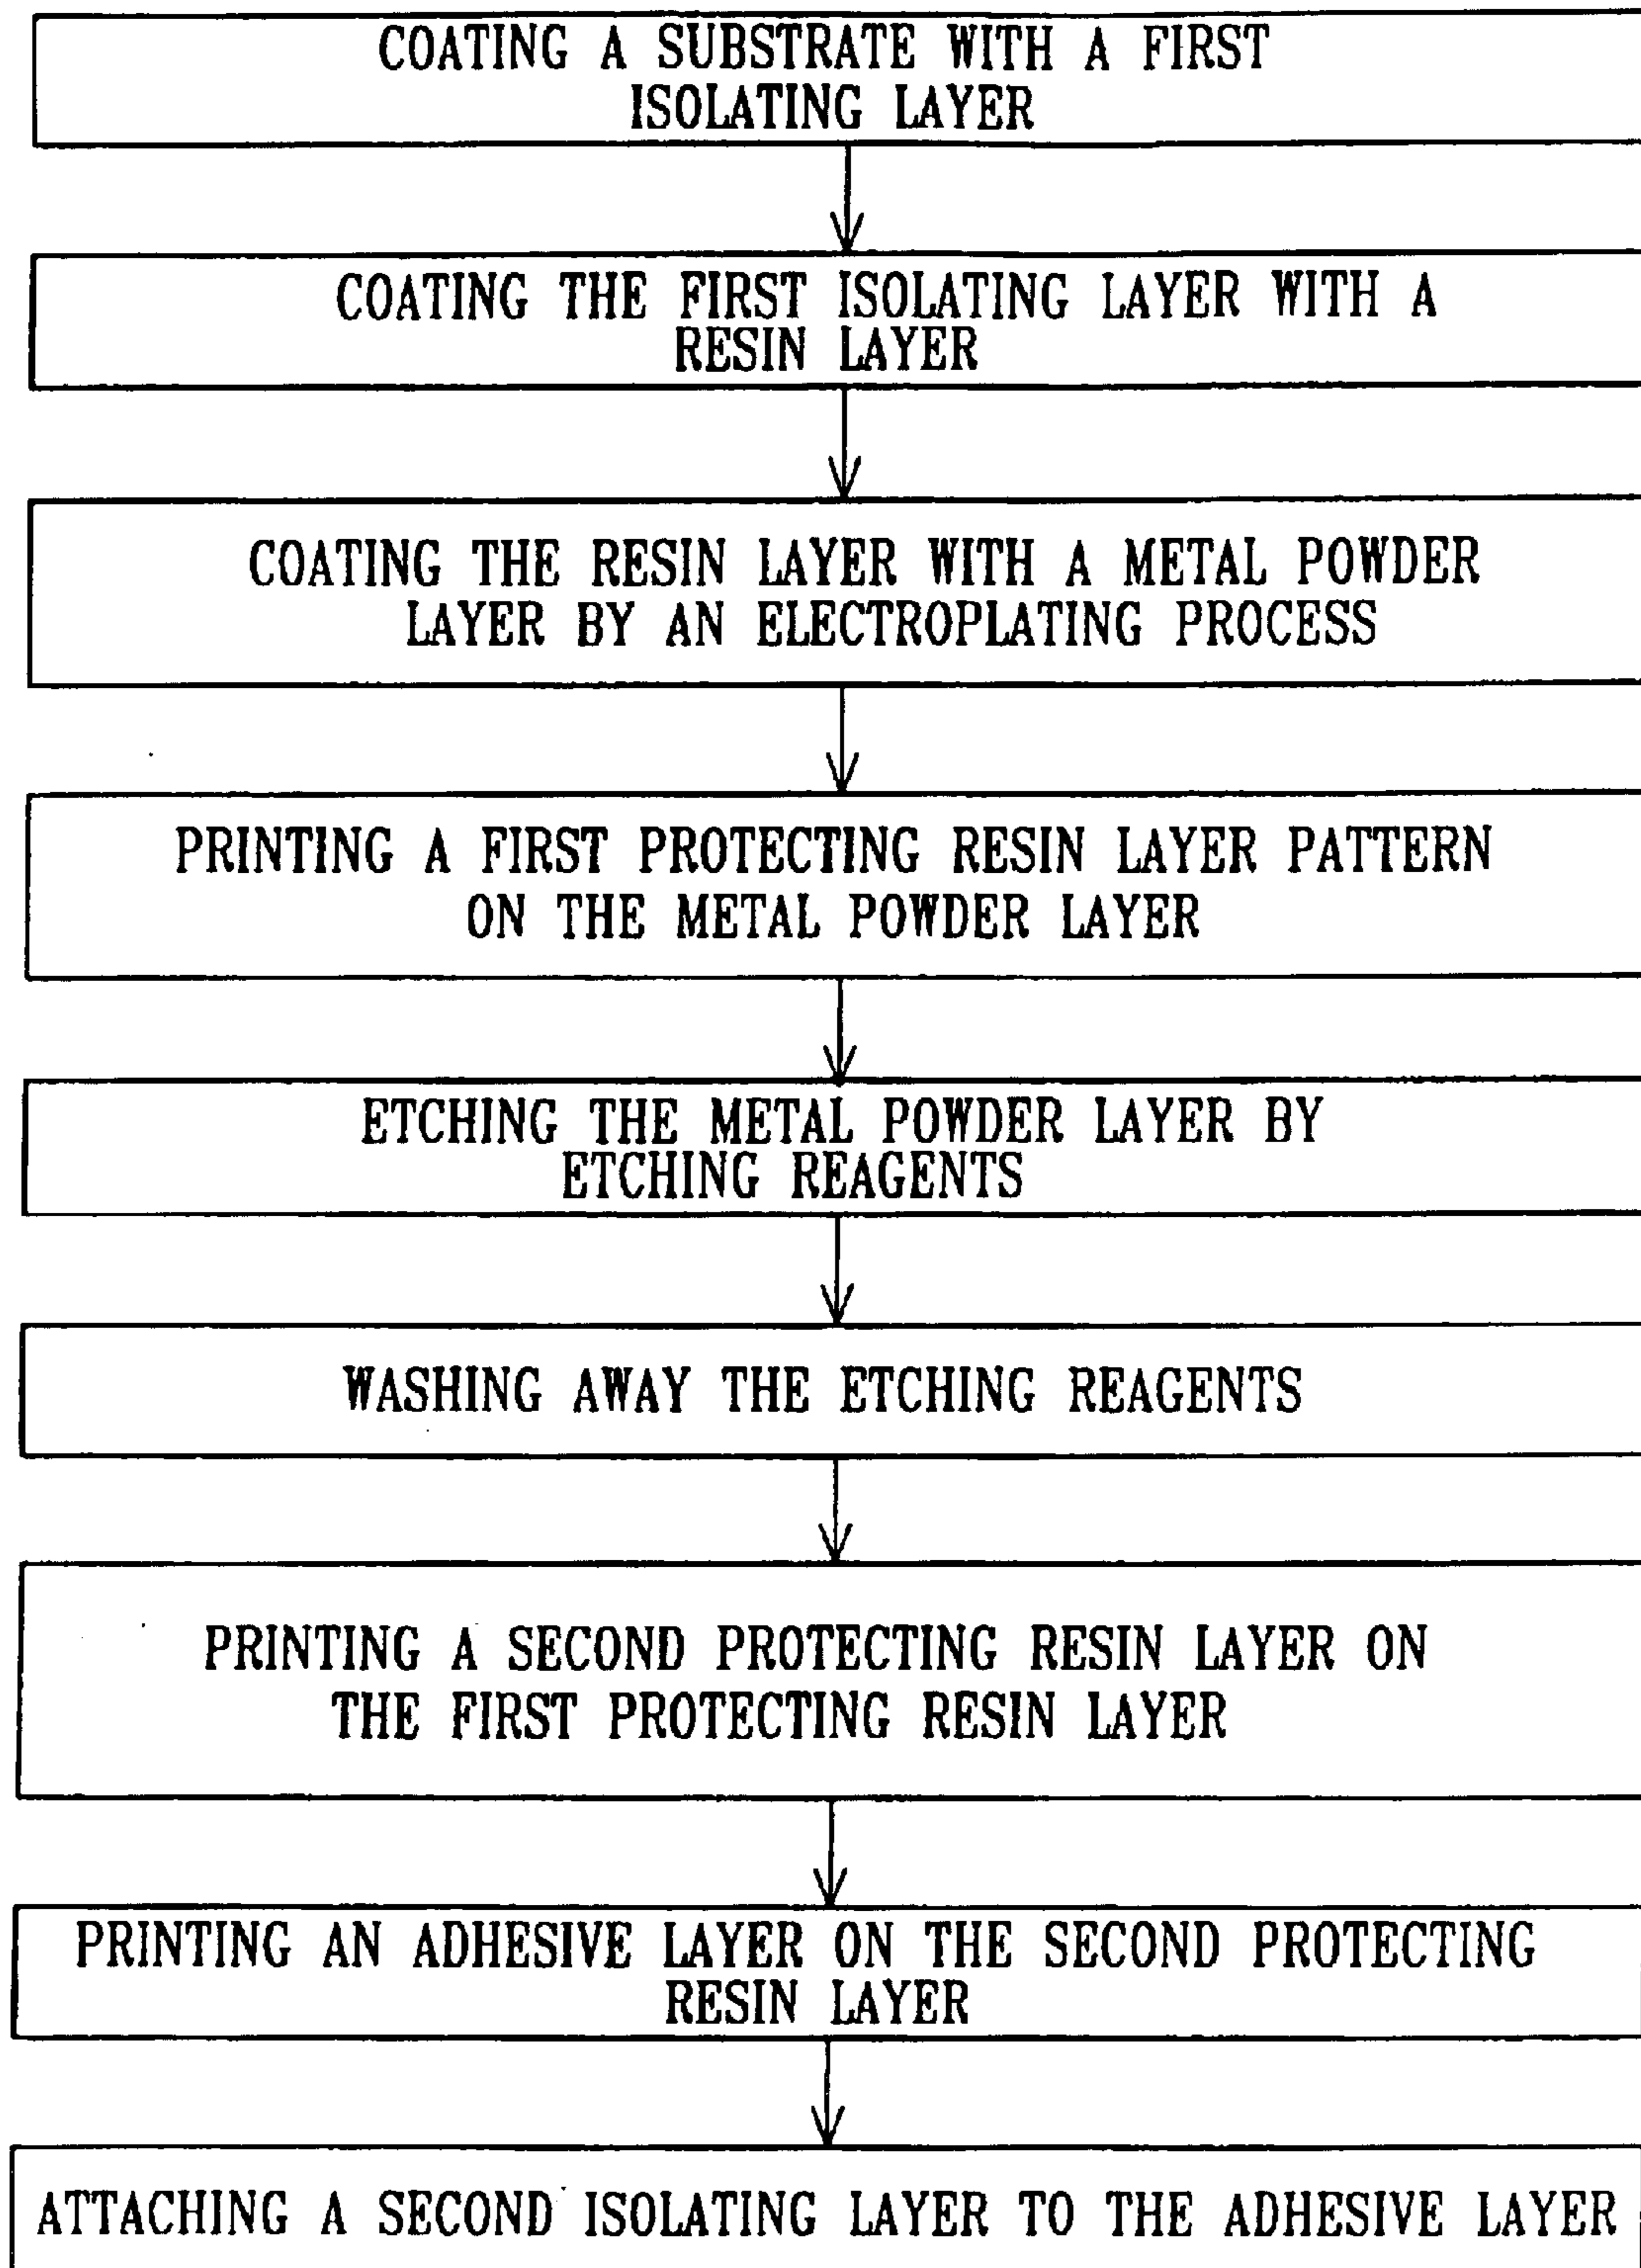 COATING A SUBSTRATE WITH A FIRST
ISOLATING LAYER
COATING THE FIRST ISOLATING LAYER WITH A
RESIN LAYER
COATING THE RESIN LAYER WITH A METAL POWDER
LAYER BY AN ELECTROPLATING PROCESS
PRINTING A FIRST PROTECTING RESIN LAYER PATTERN
ON THE METAL POWDER LAYER
ETCHING THE METAL POWDER LAYER BY
ETCHING REAGENTS
WASHING AWAY THE ETCHING REAGENTS
PRINTING A SECOND PROTECTING RESIN LAYER ON
THE FIRST PROTECTING RESIN LAYER
PRINTING AN ADHESIVE LAYER ON THE SECOND PROTECTING
RESIN LAYER
ATTACHING A SECOND ISOLATING LAYER TO THE ADHESIVE LAYER